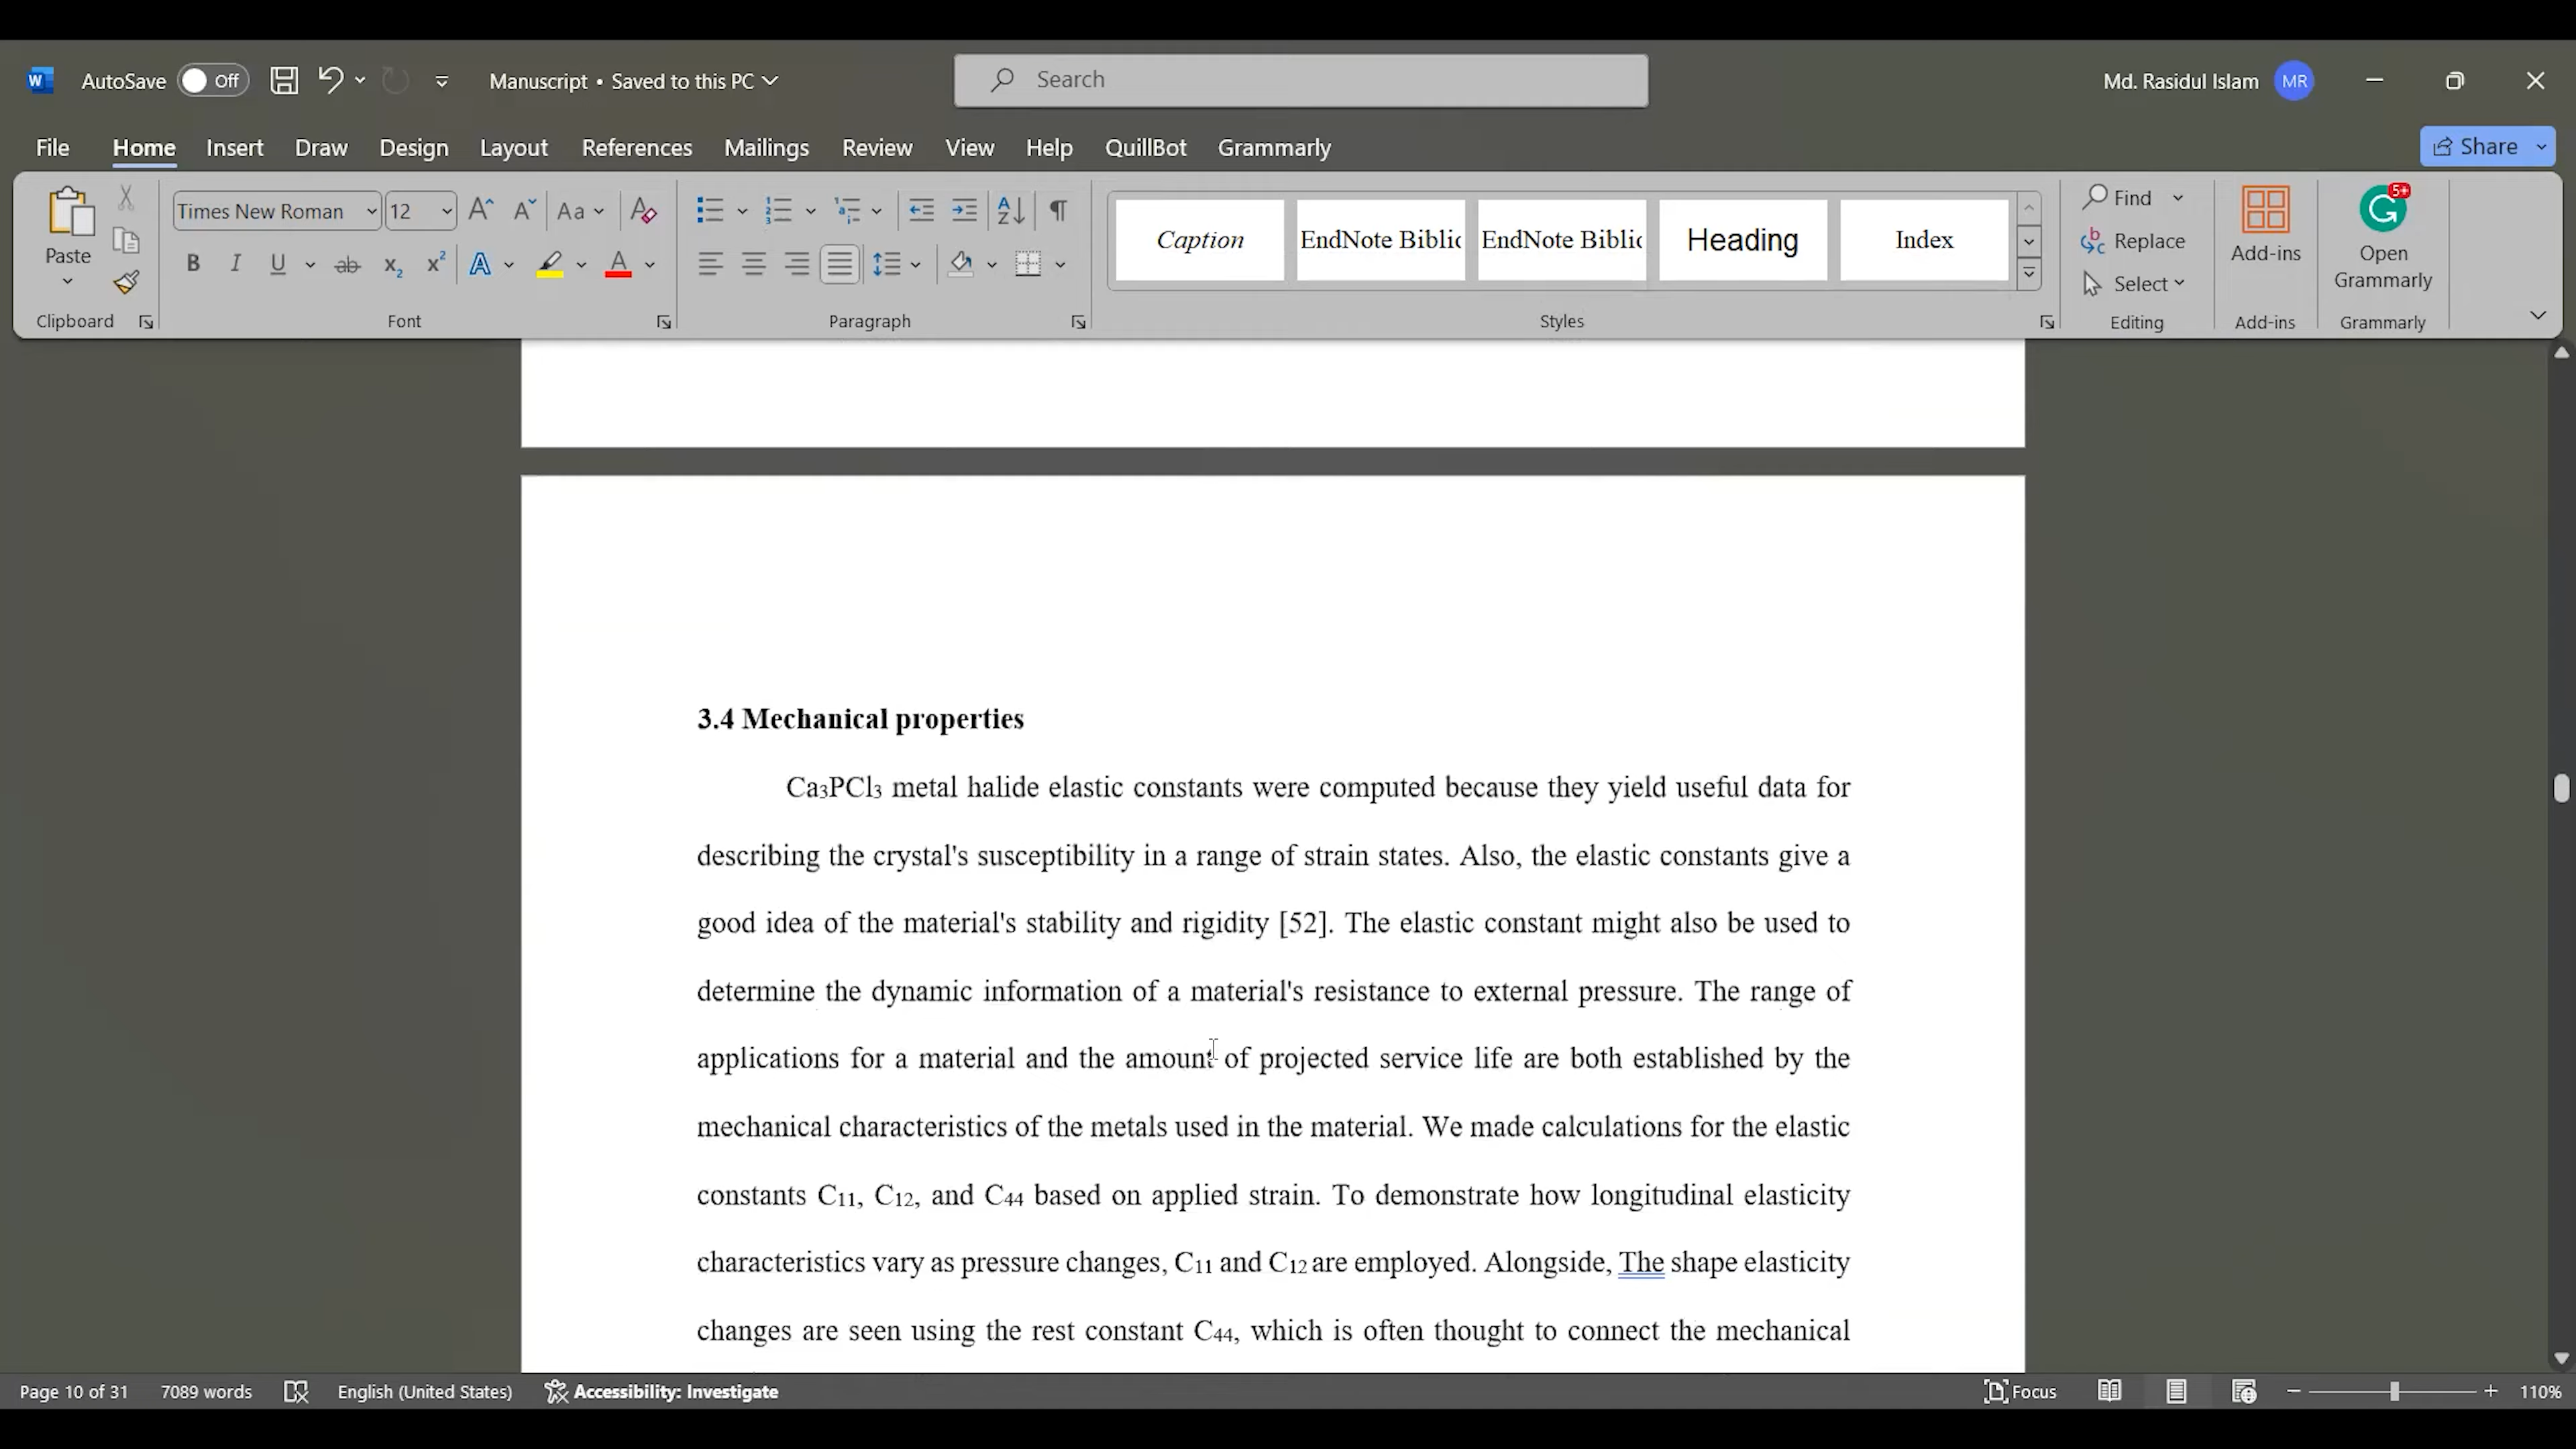 AutoSave Off Manuscript • Saved to this PC Search Md. Rasidul Islam MR
File Home Insert Draw Design Layout References Mailings Review View Help QuillBot Grammarly Share
Paste
Clipboard
Times New Roman 12
Font
Paragraph
Caption EndNote Biblic EndNote Biblic Heading Index
Styles
Find
Replace
Select
Editing
Add-ins
Add-ins
5+
Open
Grammarly
Grammarly
3.4 Mechanical properties
Ca₃PCl₃ metal halide elastic constants were computed because they yield useful data for
describing the crystal's susceptibility in a range of strain states. Also, the elastic constants give a
good idea of the material's stability and rigidity [52]. The elastic constant might also be used to
determine the dynamic information of a material's resistance to external pressure. The range of
applications for a material and the amount of projected service life are both established by the
mechanical characteristics of the metals used in the material. We made calculations for the elastic
constants C₁₁, C₁₂, and C₄₄ based on applied strain. To demonstrate how longitudinal elasticity
characteristics vary as pressure changes, C₁₁ and C₁₂ are employed. Alongside, The shape elasticity
changes are seen using the rest constant C₄₄, which is often thought to connect the mechanical
Page 10 of 31 7089 words English (United States) Accessibility: Investigate Focus 110%